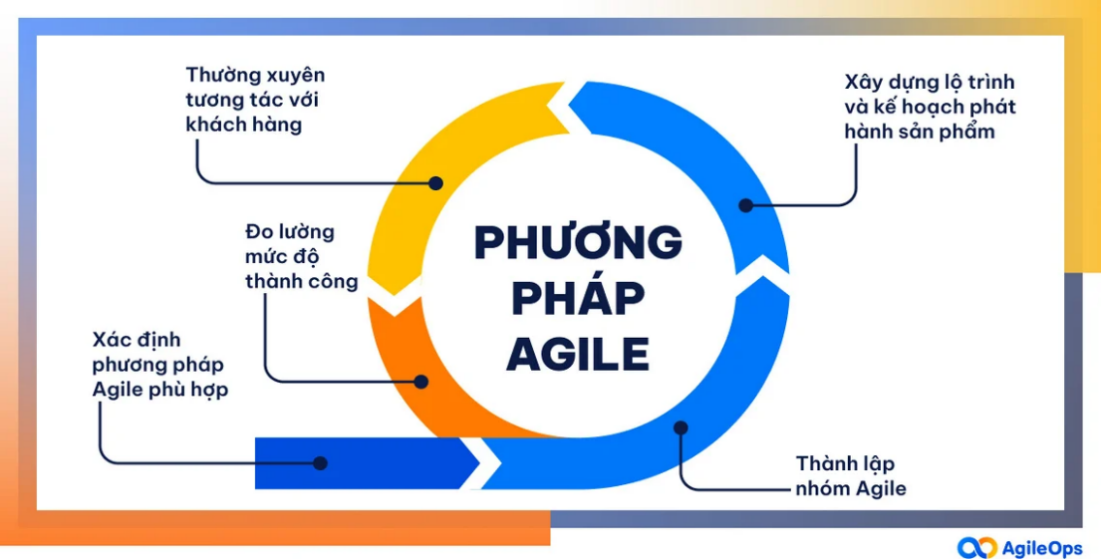 Thường xuyên
tương tác với
khách hàng
Xây dựng lộ trình
và kế hoạch phát
hành sản phẩm
Đo lường
mức độ
thành công
PHƯƠNG
PHÁP
AGILE
Xác định
phương pháp
Agile phù hợp
Thành lập
nhóm Agile
AgileOps